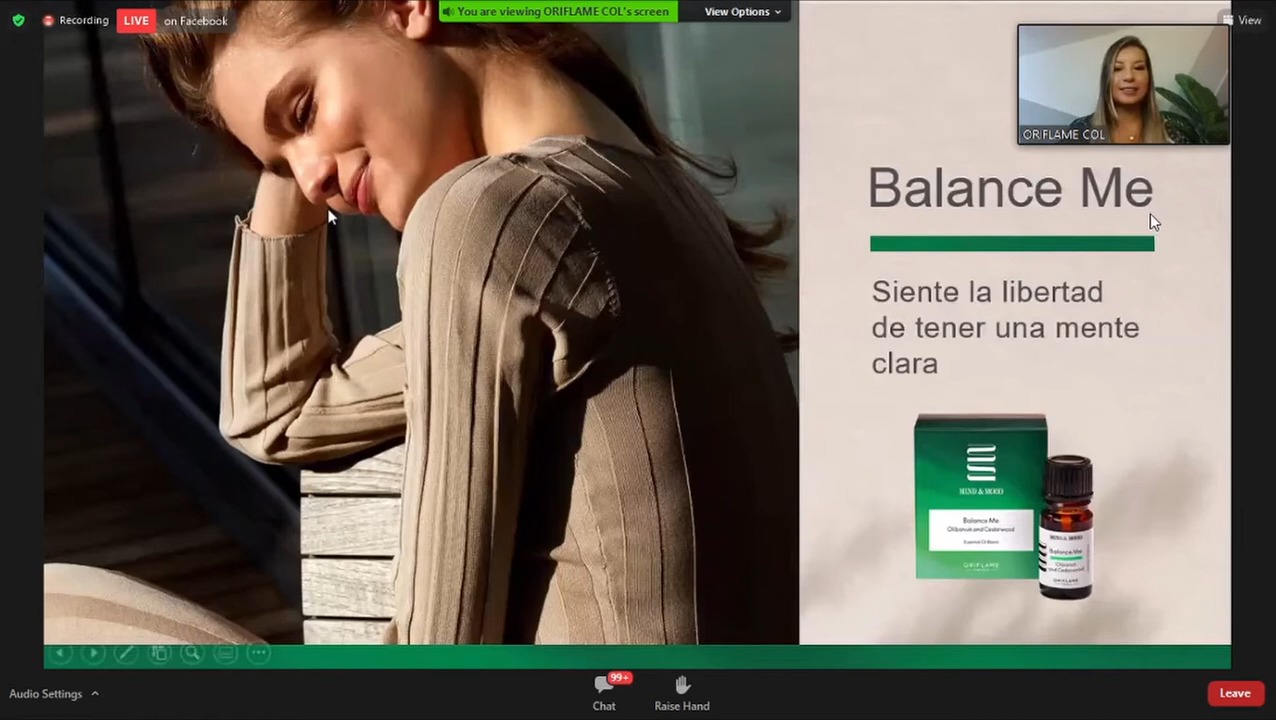 Recording
LIVE
on Facebook
You are viewing ORIFLAME COL's screen
View Options
View
ORIFLAME COL
Balance Me
Siente la libertad
de tener una mente
clara
MIND & MOOD
Balance Me
Olibanum and Cedarwood
Essential Oil Blend
ORIFLAME
MIND & MOOD
Balance Me
Olibanum
and Cedarwood
ORIFLAME
Audio Settings
99+
Chat
Raise Hand
Leave